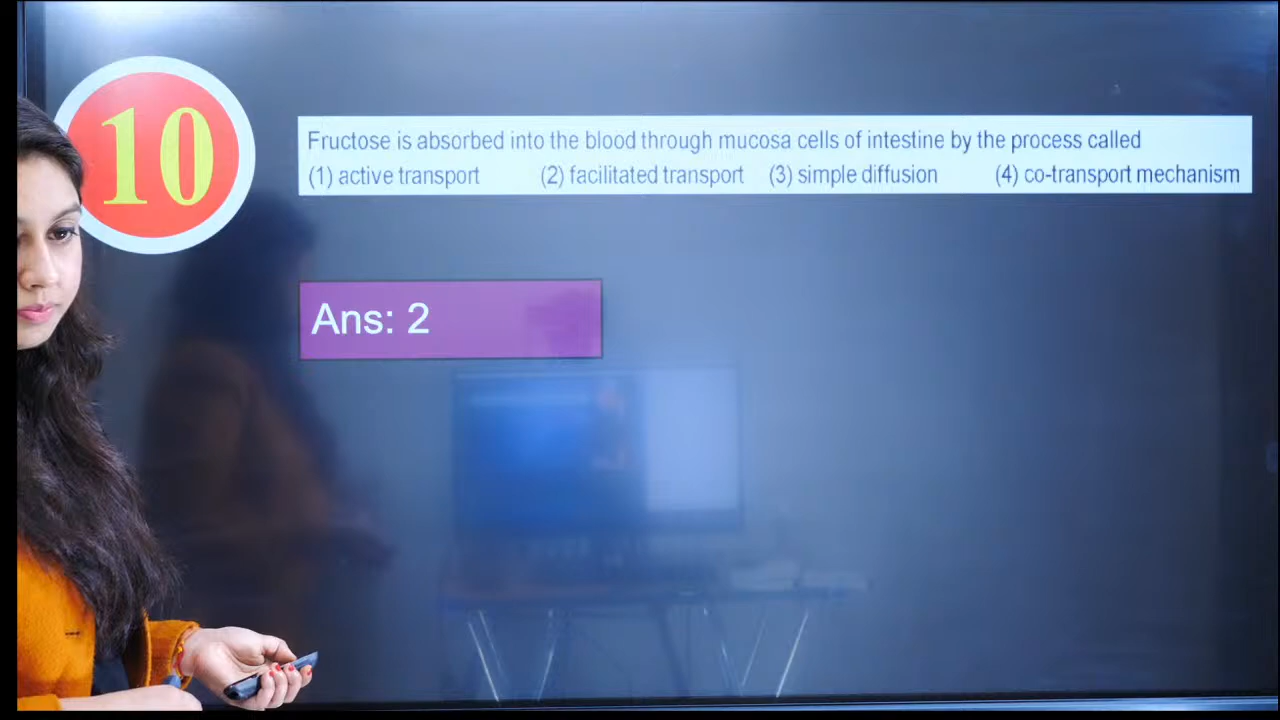 10
Fructose is absorbed into the blood through mucosa cells of intestine by the process called
(1) active transport (2) facilitated transport (3) simple diffusion (4) co-transport mechanism
Ans: 2